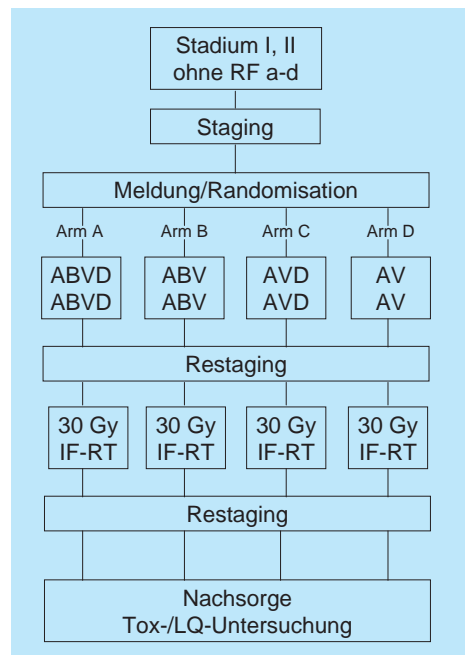 Stadium I, II
ohne RF a-d
Staging
Meldung/Randomisation
Arm A Arm B Arm C Arm D
ABVD ABV AVD AV
ABVD ABV AVD AV
Restaging
30 Gy 30 Gy 30 Gy 30 Gy
IF-RT IF-RT IF-RT IF-RT
Restaging
Nachsorge
Tox-/LQ-Untersuchung